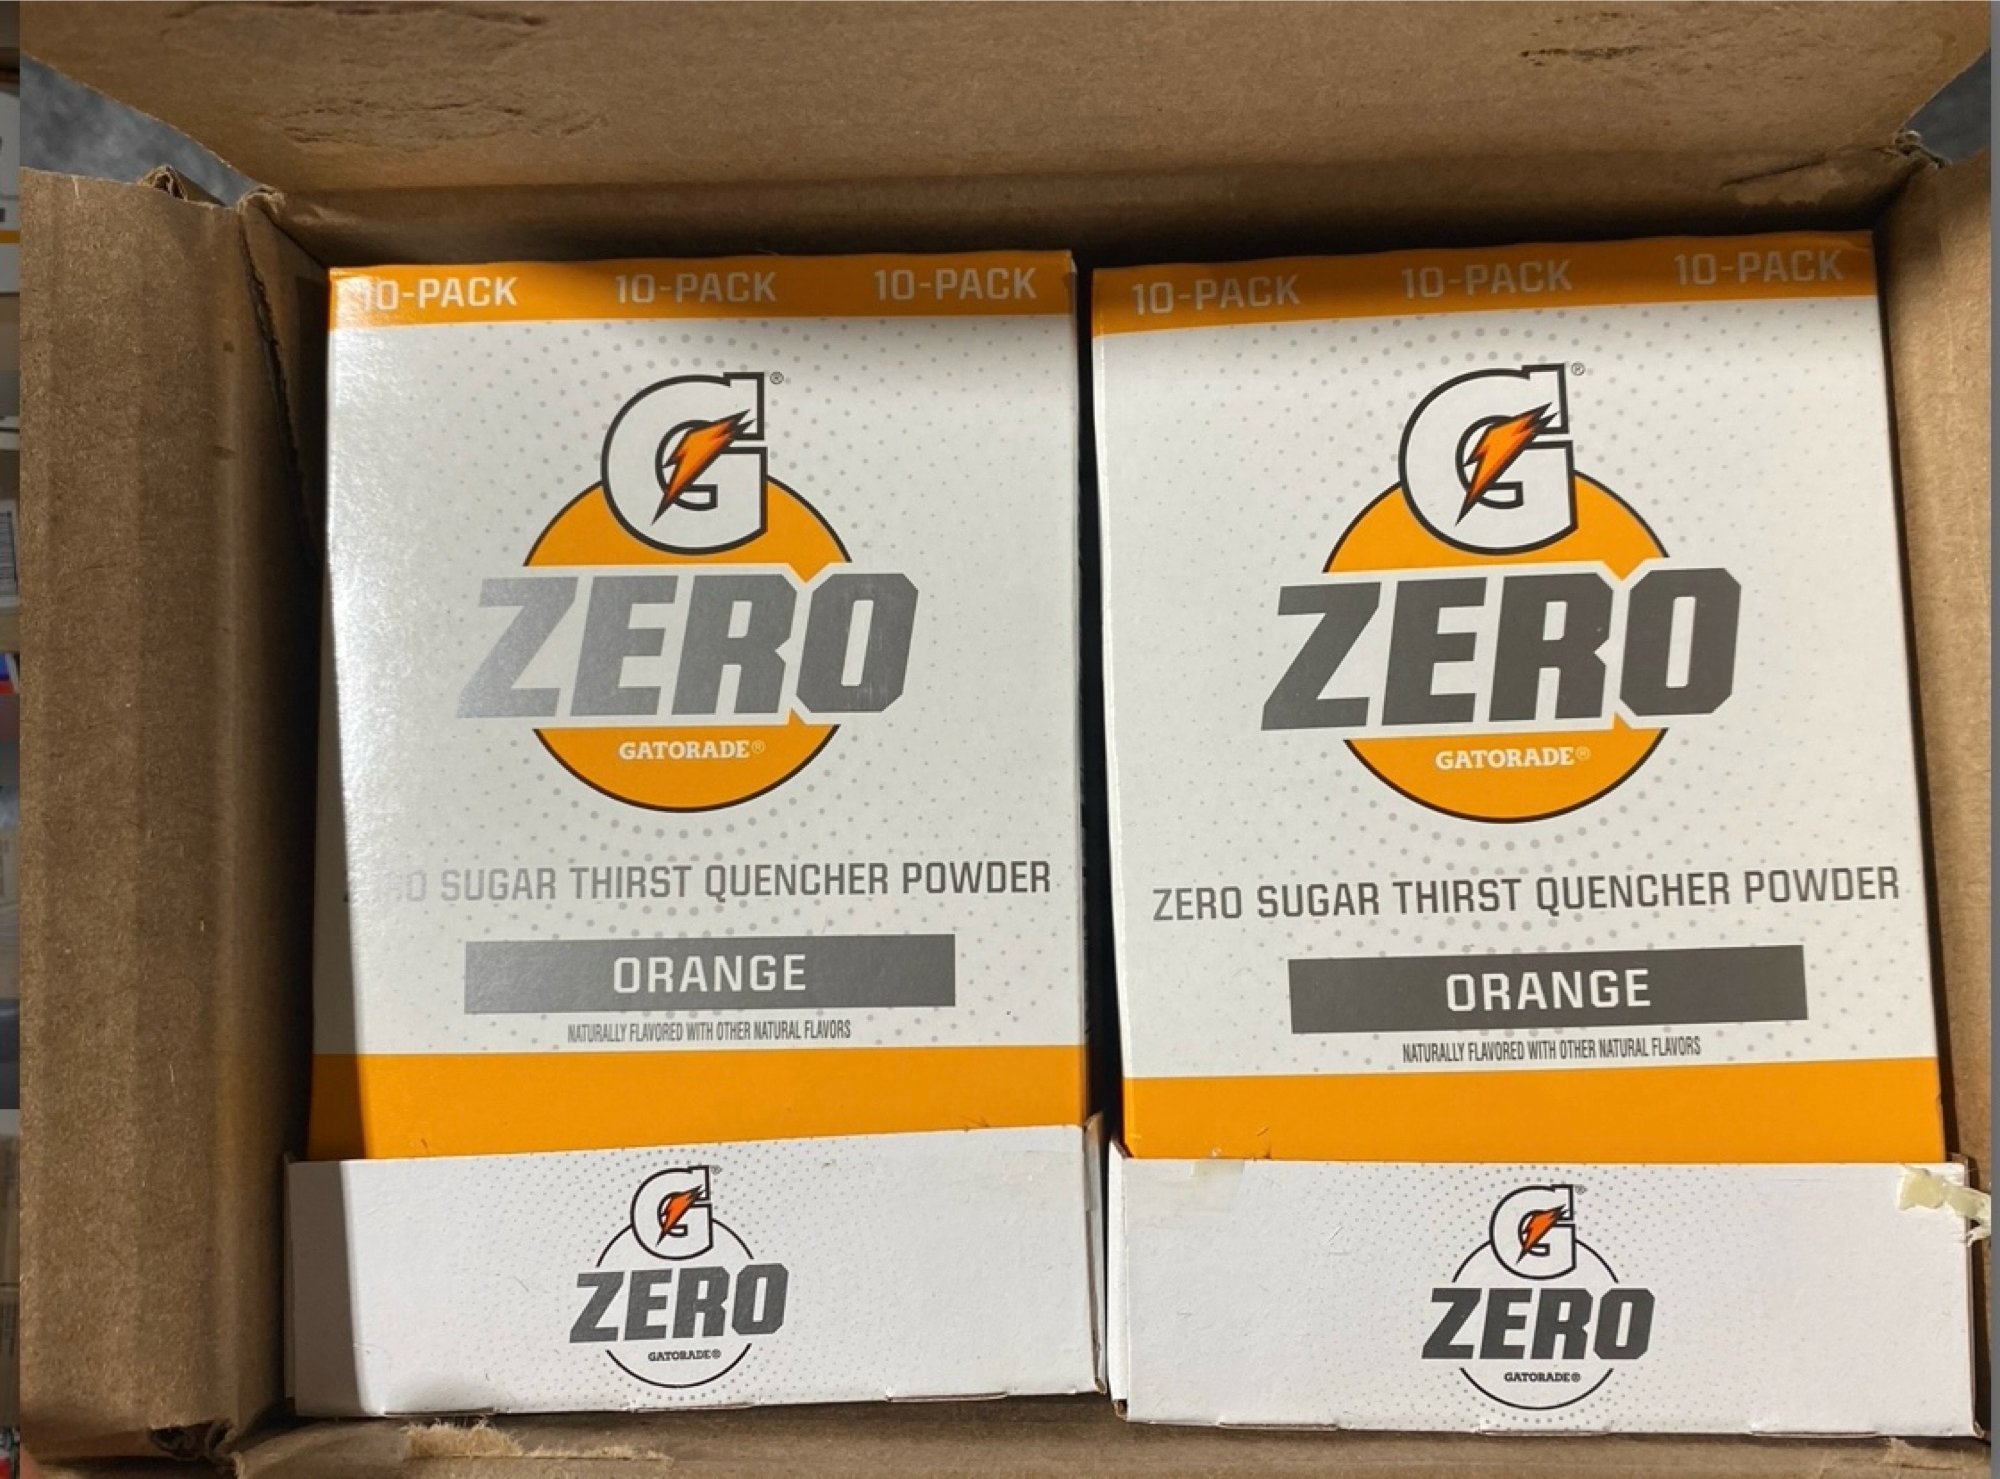 10-PACK 10-PACK 10-PACK
G®
ZERO
GATORADE®
ZERO SUGAR THIRST QUENCHER POWDER
ORANGE
NATURALLY FLAVORED WITH OTHER NATURAL FLAVORS
G®
ZERO
GATORADE®
10-PACK 10-PACK 10-PACK
G®
ZERO
GATORADE®
ZERO SUGAR THIRST QUENCHER POWDER
ORANGE
NATURALLY FLAVORED WITH OTHER NATURAL FLAVORS
G®
ZERO
GATORADE®